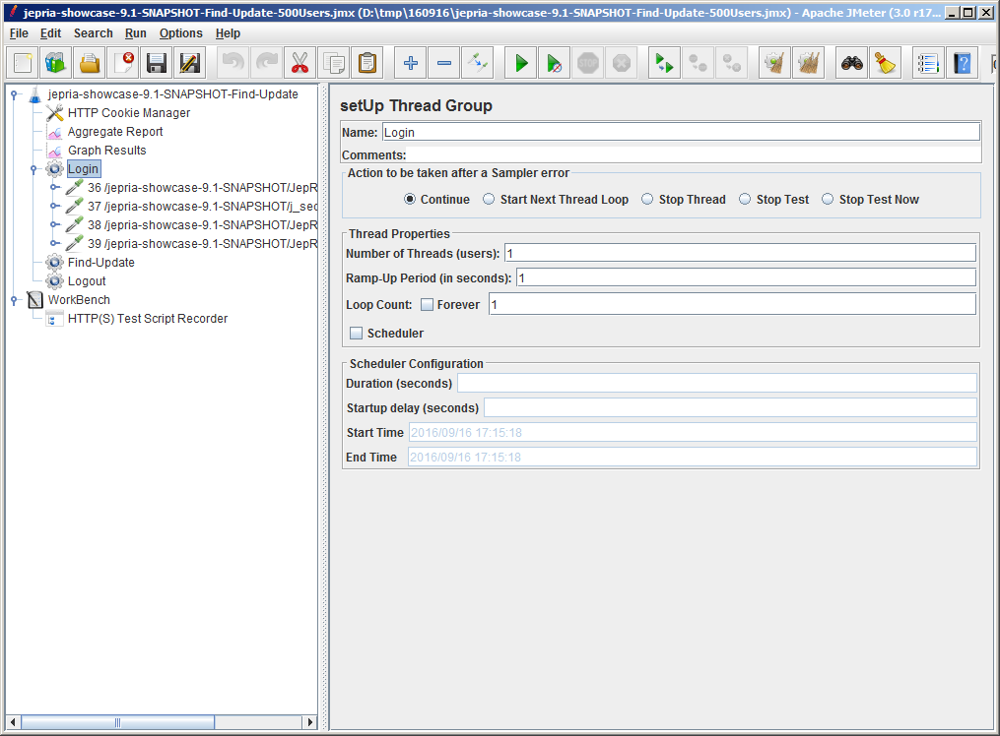 jepria-showcase-9.1-SNAPSHOT-Find-Update-500Users.jmx (D:\tmp\160916\jepria-showcase-9.1-SNAPSHOT-Find-Update-500Users.jmx) - Apache JMeter (3.0 r17...
File Edit Search Run Options Help
STOP
jepria-showcase-9.1-SNAPSHOT-Find-Update
HTTP Cookie Manager
Aggregate Report
Graph Results
Login
36 /jepria-showcase-9.1-SNAPSHOT/JepR
37 /jepria-showcase-9.1-SNAPSHOT/j_sec
38 /jepria-showcase-9.1-SNAPSHOT/JepR
39 /jepria-showcase-9.1-SNAPSHOT/JepR
Find-Update
Logout
WorkBench
HTTP(S) Test Script Recorder
setUp Thread Group
Name: Login
Comments:
Action to be taken after a Sampler error
Continue Start Next Thread Loop Stop Thread Stop Test Stop Test Now
Thread Properties
Number of Threads (users): 1
Ramp-Up Period (in seconds): 1
Loop Count: Forever 1
Scheduler
Scheduler Configuration
Duration (seconds)
Startup delay (seconds)
Start Time 2016/09/16 17:15:18
End Time 2016/09/16 17:15:18